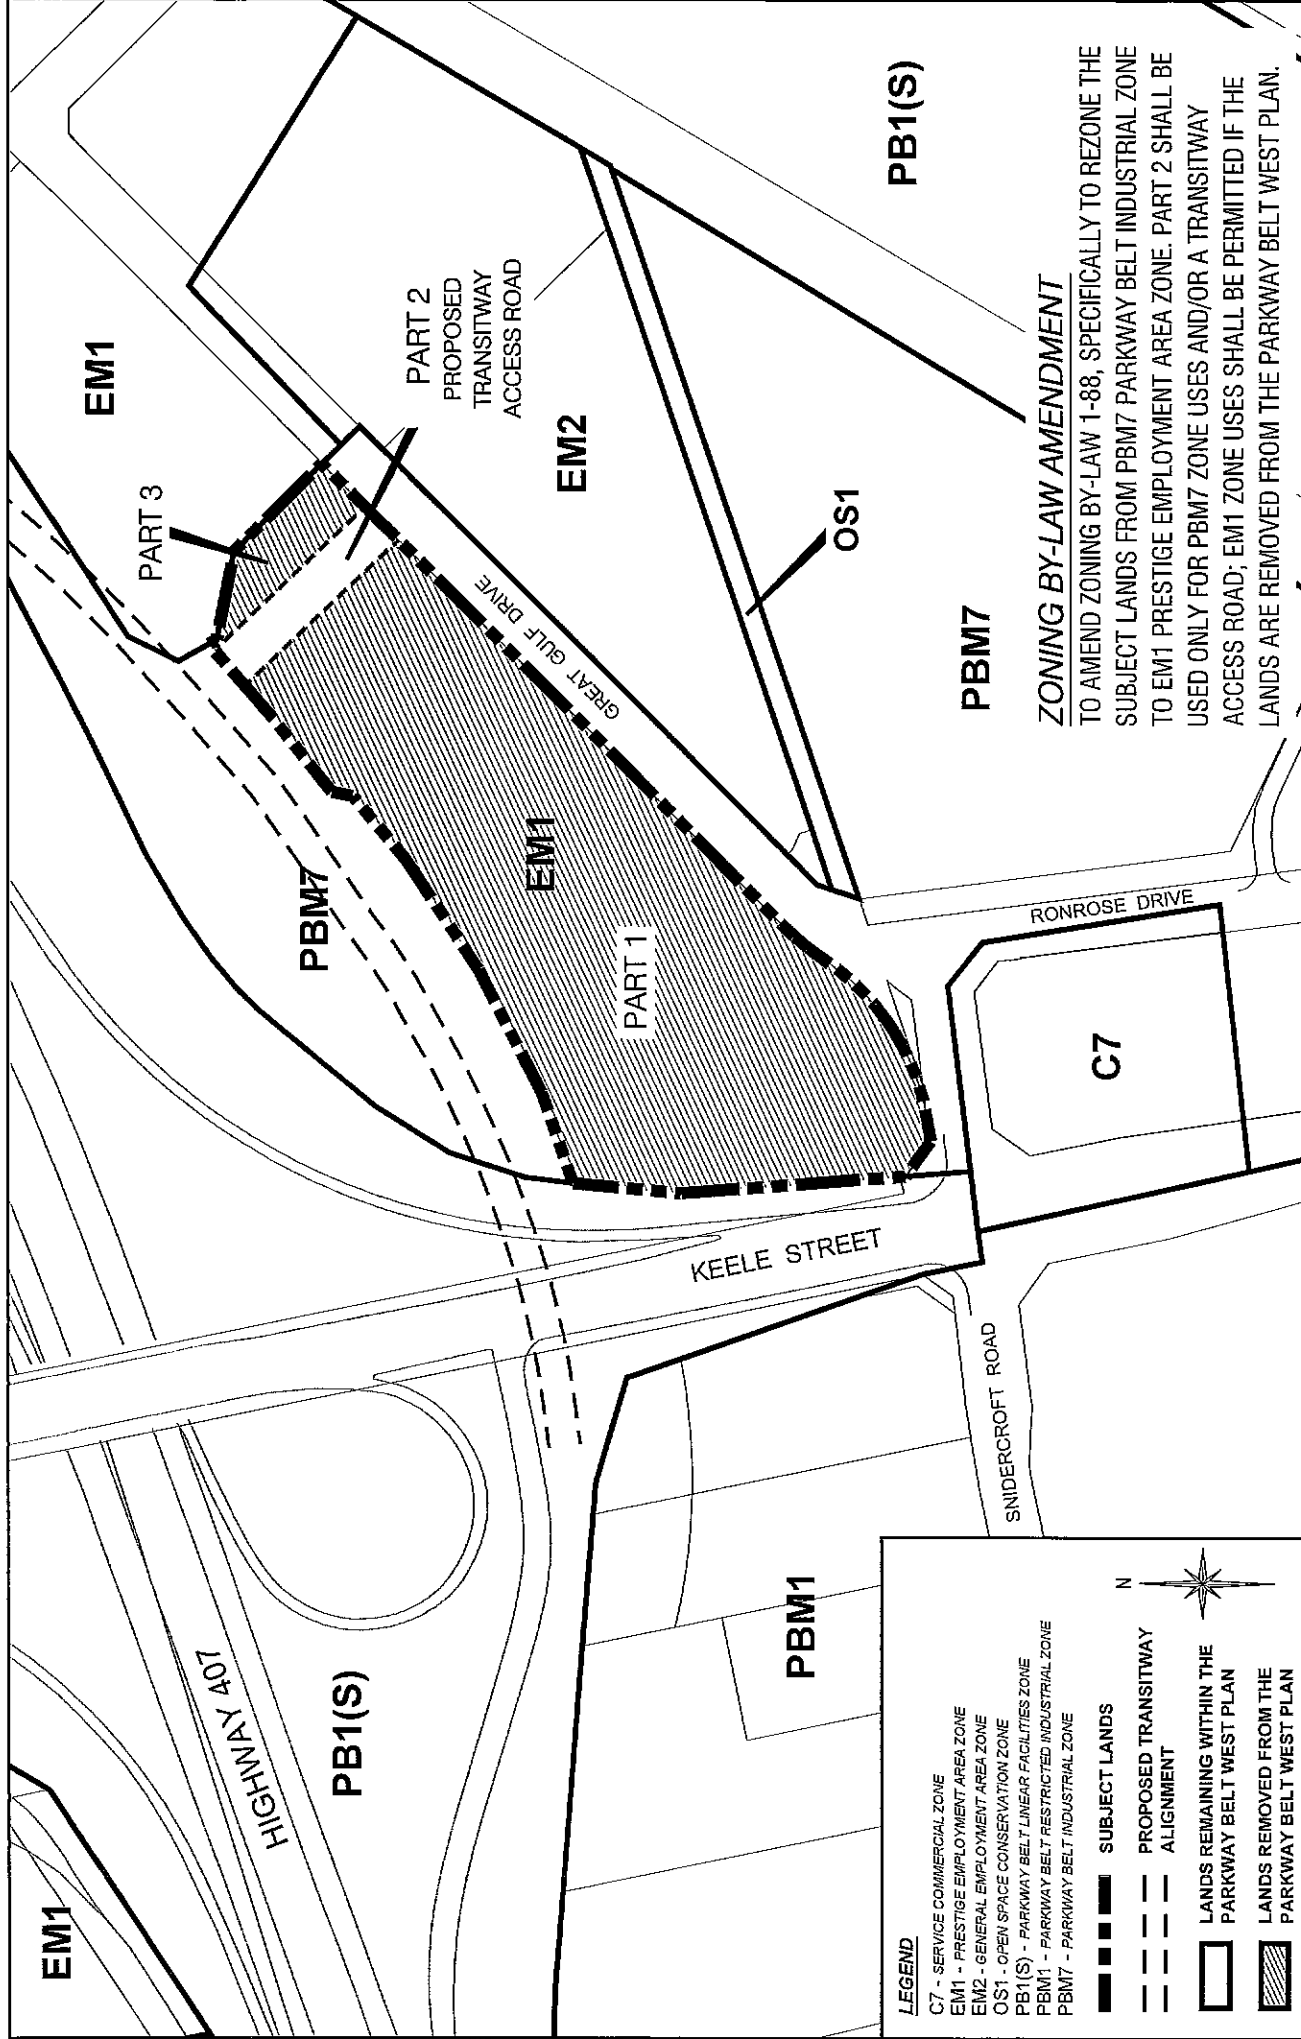 EM1
HIGHWAY 407
PB1(S)
PBM1
SNIDERCROFT ROAD
KEELE STREET
C7
RONROSE DRIVE
PBM7
EM1
PART 1
GREAT GULF DRIVE
PART 3
EM1
PART 2
PROPOSED
TRANSITWAY
ACCESS ROAD
EM2
OS1
PBM7
PB1(S)
ZONING BY-LAW AMENDMENT
TO AMEND ZONING BY-LAW 1-88, SPECIFICALLY TO REZONE THE
SUBJECT LANDS FROM PBM7 PARKWAY BELT INDUSTRIAL ZONE
TO EM1 PRESTIGE EMPLOYMENT AREA ZONE. PART 2 SHALL BE
USED ONLY FOR PBM7 ZONE USES AND/OR A TRANSITWAY
ACCESS ROAD; EM1 ZONE USES SHALL BE PERMITTED IF THE
LANDS ARE REMOVED FROM THE PARKWAY BELT WEST PLAN.
LEGEND
C7 - SERVICE COMMERCIAL ZONE
EM1 - PRESTIGE EMPLOYMENT AREA ZONE
EM2 - GENERAL EMPLOYMENT AREA ZONE
OS1 - OPEN SPACE CONSERVATION ZONE
PB1(S) - PARKWAY BELT LINEAR FACILITIES ZONE
PBM1 - PARKWAY BELT RESTRICTED INDUSTRIAL ZONE
PBM7 - PARKWAY BELT INDUSTRIAL ZONE
SUBJECT LANDS
PROPOSED TRANSITWAY
ALIGNMENT
LANDS REMAINING WITHIN THE
PARKWAY BELT WEST PLAN
LANDS REMOVED FROM THE
PARKWAY BELT WEST PLAN
N